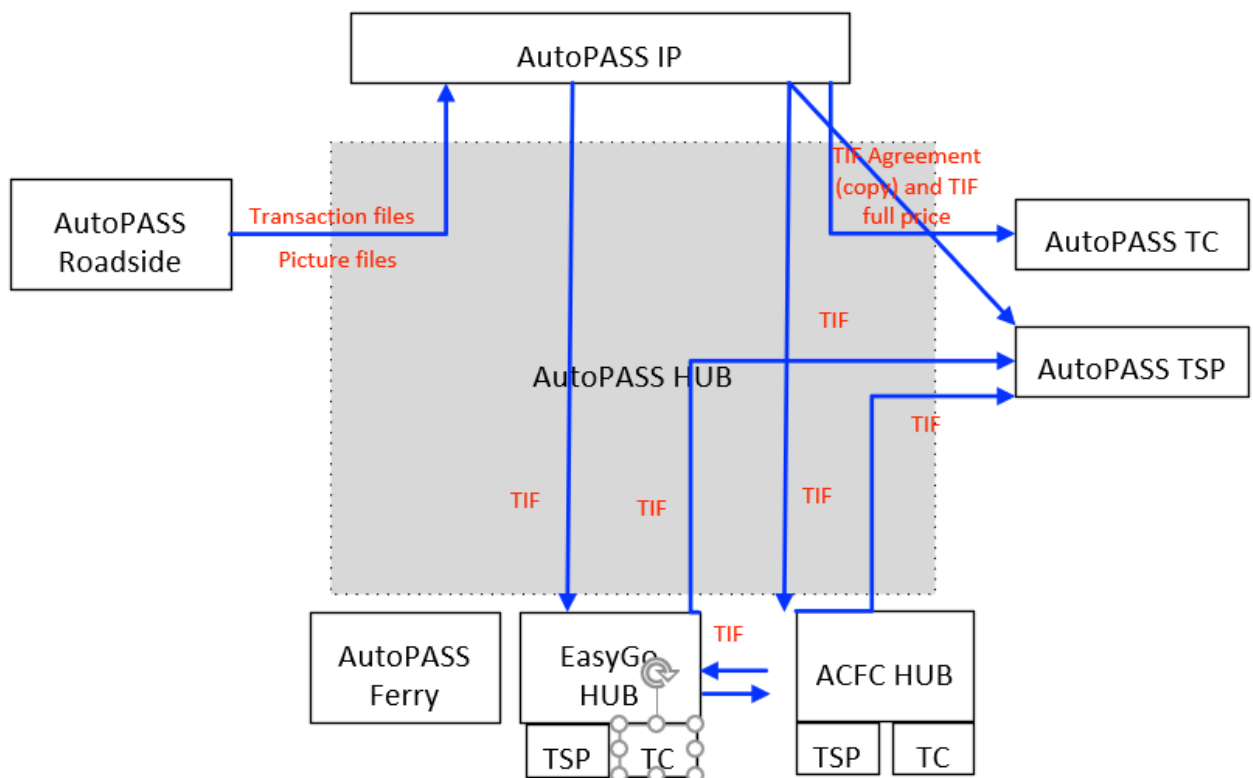 AutoPASS IP
TIF Agreement
(copy) and TIF
full price
AutoPASS
Roadside
Transaction files
Picture files
AutoPASS TC
TIF
AutoPASS HUB
AutoPASS TSP
TIF
TIF
TIF
TIF
AutoPASS
Ferry
EasyGo
HUB
TIF
ACFC HUB
TSP
TC
TSP
TC